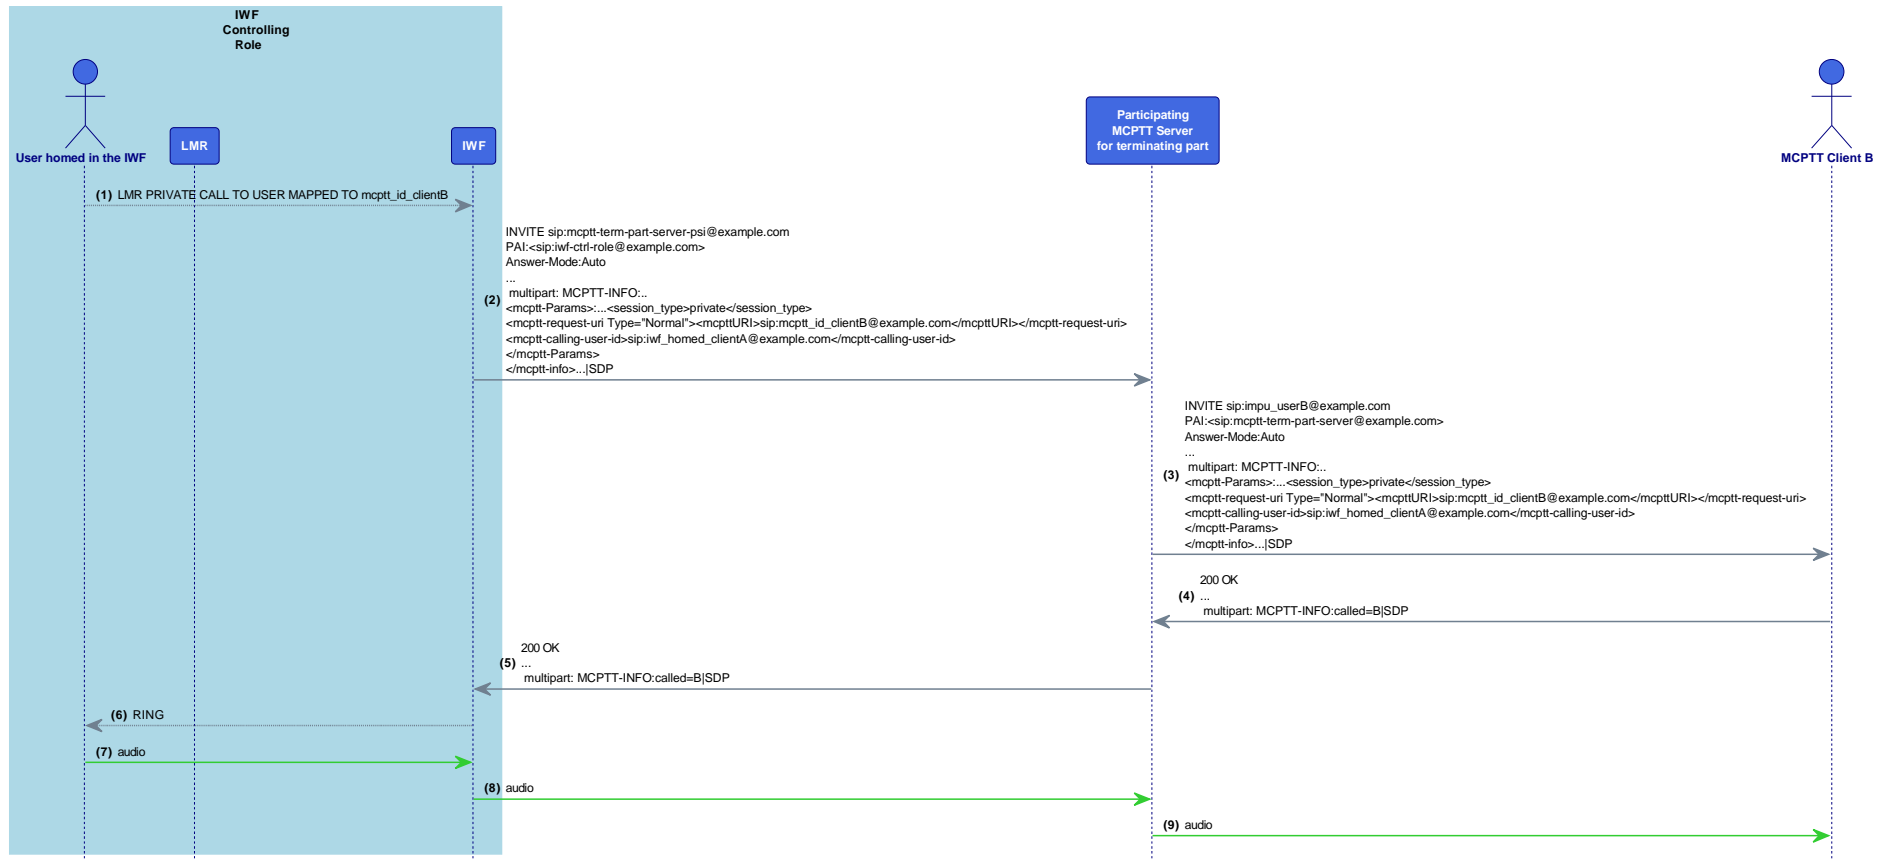 IWF
Controlling
Role
User homed in the IWF
LMR
IWF
Participating
MCPTT Server
for terminating part
MCPTT Client B
(1) LMR PRIVATE CALL TO USER MAPPED TO mcptt_id_clientB
INVITE sip:mcptt-term-part-server-psi@example.com
PAI:<sip:iwf-ctrl-role@example.com>
Answer-Mode:Auto
...
multipart: MCPTT-INFO:..
(2)
<mcptt-Params>:...<session_type>private</session_type>
<mcptt-request-uri Type="Normal"><mcpttURI>sip:mcptt_id_clientB@example.com</mcpttURI></mcptt-request-uri>
<mcptt-calling-user-id>sip:iwf_homed_clientA@example.com</mcptt-calling-user-id>
</mcptt-Params>
</mcptt-info>...|SDP
INVITE sip:impu_userB@example.com
PAI:<sip:mcptt-term-part-server@example.com>
Answer-Mode:Auto
...
multipart: MCPTT-INFO:..
(3)
<mcptt-Params>:...<session_type>private</session_type>
<mcptt-request-uri Type="Normal"><mcpttURI>sip:mcptt_id_clientB@example.com</mcpttURI></mcptt-request-uri>
<mcptt-calling-user-id>sip:iwf_homed_clientA@example.com</mcptt-calling-user-id>
</mcptt-Params>
</mcptt-info>...|SDP
200 OK
(4) ...
multipart: MCPTT-INFO:called=B|SDP
200 OK
(5) ...
multipart: MCPTT-INFO:called=B|SDP
(6) RING
(7) audio
(8) audio
(9) audio